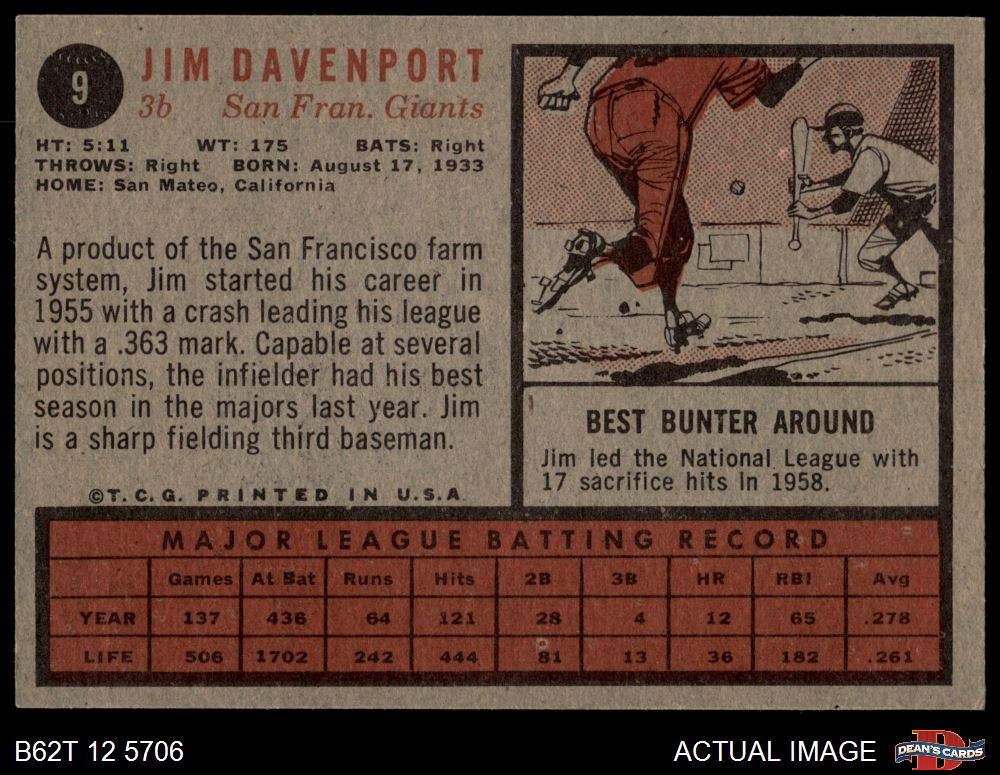 9
JIM DAVENPORT
3b San Fran. Giants
HT: 5:11 WT: 175 BATS: Right
THROWS: Right BORN: August 17, 1933
HOME: San Mateo, California
A product of the San Francisco farm
system, Jim started his career in
1955 with a crash leading his league
with a .363 mark. Capable at several
positions, the infielder had his best
season in the majors last year. Jim
is a sharp fielding third baseman.
©T.C.G. PRINTED IN U.S.A.
BEST BUNTER AROUND
Jim led the National League with
17 sacrifice hits in 1958.
MAJOR LEAGUE BATTING RECORD
Games At Bat Runs Hits 2B 3B HR RBI Avg
YEAR 137 436 64 121 28 4 12 65 .278
LIFE 506 1702 242 444 81 13 36 182 .261
B62T 12 5706
ACTUAL IMAGE
D
DEAN'S CARDS